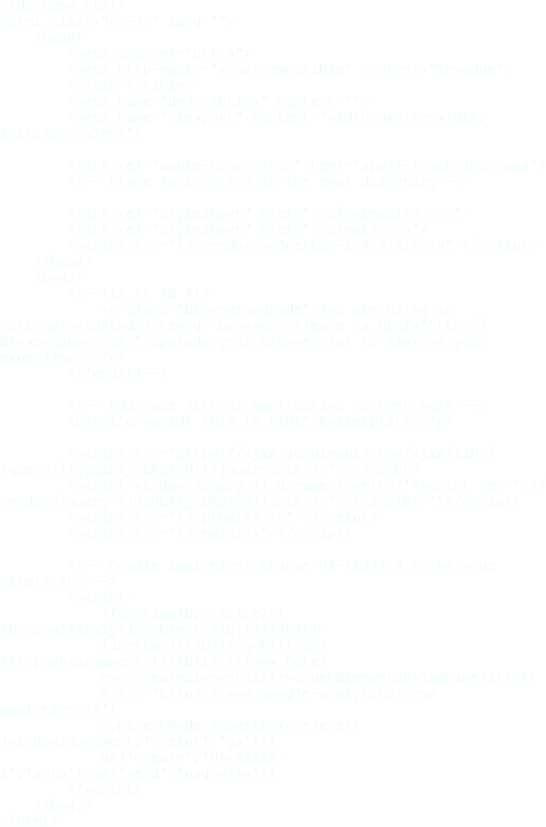 <!doctype html>
<html class="no-js" lang="">
<head>
<meta charset="utf-8">
<meta http-equiv="x-ua-compatible" content="ie=edge">
<title></title>
<meta name="description" content="">
<meta name="viewport" content="width=device-width,
initial-scale=1">
<link rel="apple-touch-icon" href="apple-touch-icon.png">
<!-- Place favicon.ico in the root directory -->
<link rel="stylesheet" href="css/normalize.css">
<link rel="stylesheet" href="css/main.css">
<script src="js/vendor/modernizr-2.8.3.min.js"></script>
</head>
<body>
<!--[if lt IE 8]>
<p class="browserupgrade">You are using an
<strong>outdated</strong> browser. Please <a href="http://
browsehappy.com/">upgrade your browser</a> to improve your
experience.</p>
<![endif]-->
<!-- Add your site or application content here -->
<p>Hello world! This is HTML5 Boilerplate.</p>
<script src="https://ajax.googleapis.com/ajax/libs/
jquery/{{JQUERY_VERSION}}/jquery.min.js"></script>
<script>window.jQuery || document.write('<script src="js/
vendor/jquery-{{JQUERY_VERSION}}.min.js"><\/script>')</script>
<script src="js/plugins.js"></script>
<script src="js/main.js"></script>
<!-- Google Analytics: change UA-XXXXX-X to be your
site's ID. -->
<script>
(function(b,o,i,l,e,r)
{b.GoogleAnalyticsObject=l;b[l]||(b[l]=
function(){(b[l].q=b[l].q||
[]).push(arguments)});b[l].l=+new Date;
e=o.createElement(i);r=o.getElementsByTagName(i)[0];
e.src='https://www.google-analytics.com/
analytics.js';
r.parentNode.insertBefore(e,r)}
(window,document,'script','ga'));
ga('create','UA-XXXXX-
X','auto');ga('send','pageview');
</script>
</body>
</html>